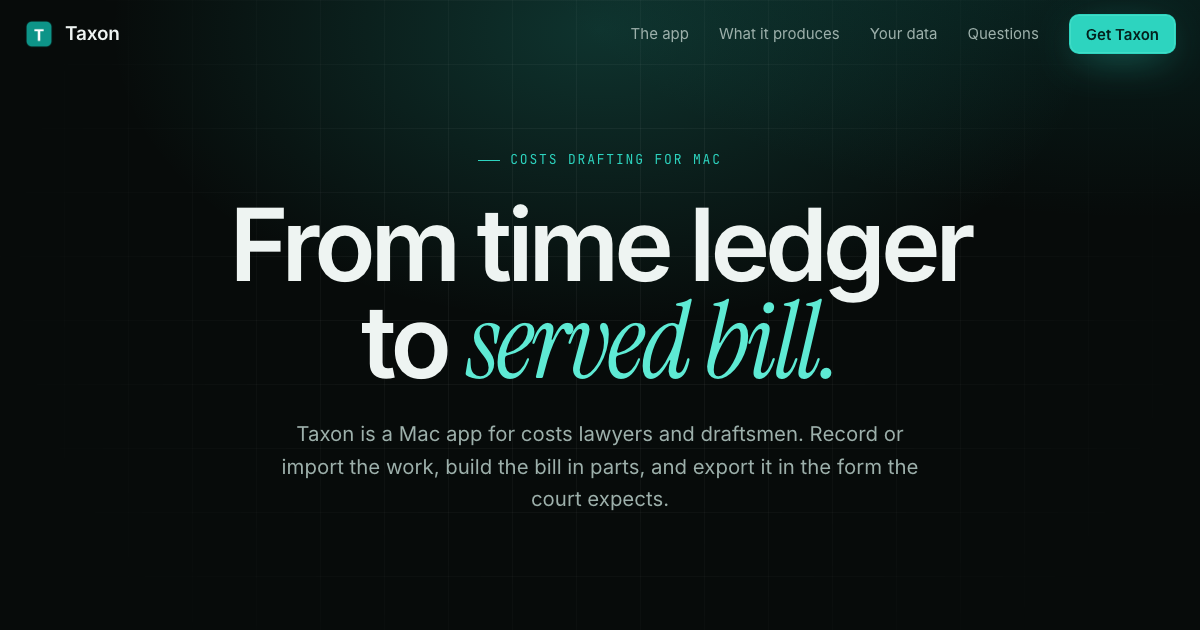 T Taxon
The app What it produces Your data Questions Get Taxon
COSTS DRAFTING FOR MAC
From time ledger
to served bill.
Taxon is a Mac app for costs lawyers and draftsmen. Record or
import the work, build the bill in parts, and export it in the form the
court expects.